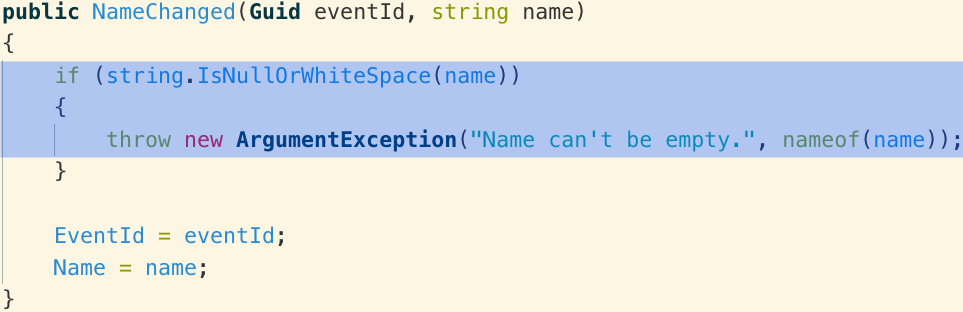 public NameChanged(Guid eventId, string name)
{
    if (string.IsNullOrWhiteSpace(name))
    {
        throw new ArgumentException("Name can't be empty.", nameof(name));
    }

    EventId = eventId;
    Name = name;
}